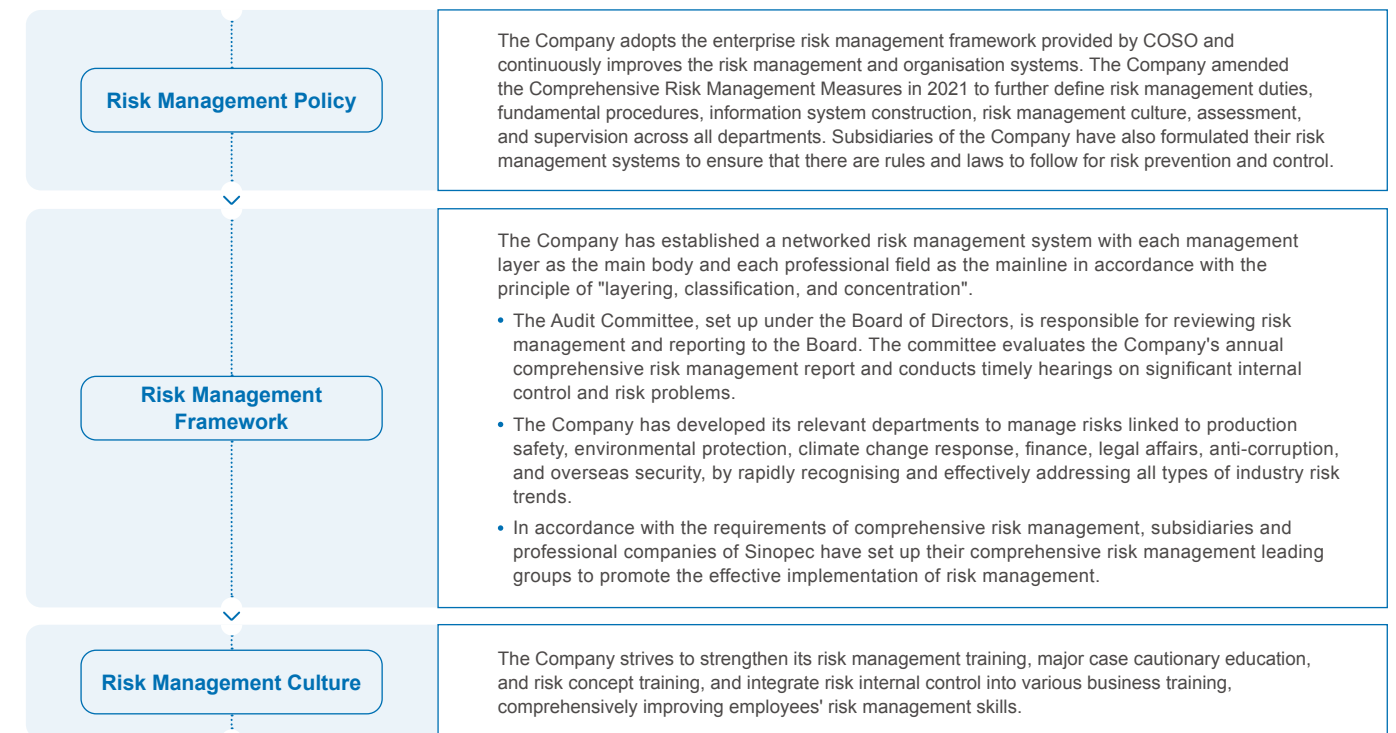 Risk Management Policy
The Company adopts the enterprise risk management framework provided by COSO and
continuously improves the risk management and organisation systems. The Company amended
the Comprehensive Risk Management Measures in 2021 to further define risk management duties,
fundamental procedures, information system construction, risk management culture, assessment,
and supervision across all departments. Subsidiaries of the Company have also formulated their risk
management systems to ensure that there are rules and laws to follow for risk prevention and control.
Risk Management
Framework
The Company has established a networked risk management system with each management
layer as the main body and each professional field as the mainline in accordance with the
principle of "layering, classification, and concentration".
• The Audit Committee, set up under the Board of Directors, is responsible for reviewing risk
management and reporting to the Board. The committee evaluates the Company's annual
comprehensive risk management report and conducts timely hearings on significant internal
control and risk problems.
• The Company has developed its relevant departments to manage risks linked to production
safety, environmental protection, climate change response, finance, legal affairs, anti-corruption,
and overseas security, by rapidly recognising and effectively addressing all types of industry risk
trends.
• In accordance with the requirements of comprehensive risk management, subsidiaries and
professional companies of Sinopec have set up their comprehensive risk management leading
groups to promote the effective implementation of risk management.
Risk Management Culture
The Company strives to strengthen its risk management training, major case cautionary education,
and risk concept training, and integrate risk internal control into various business training,
comprehensively improving employees' risk management skills.